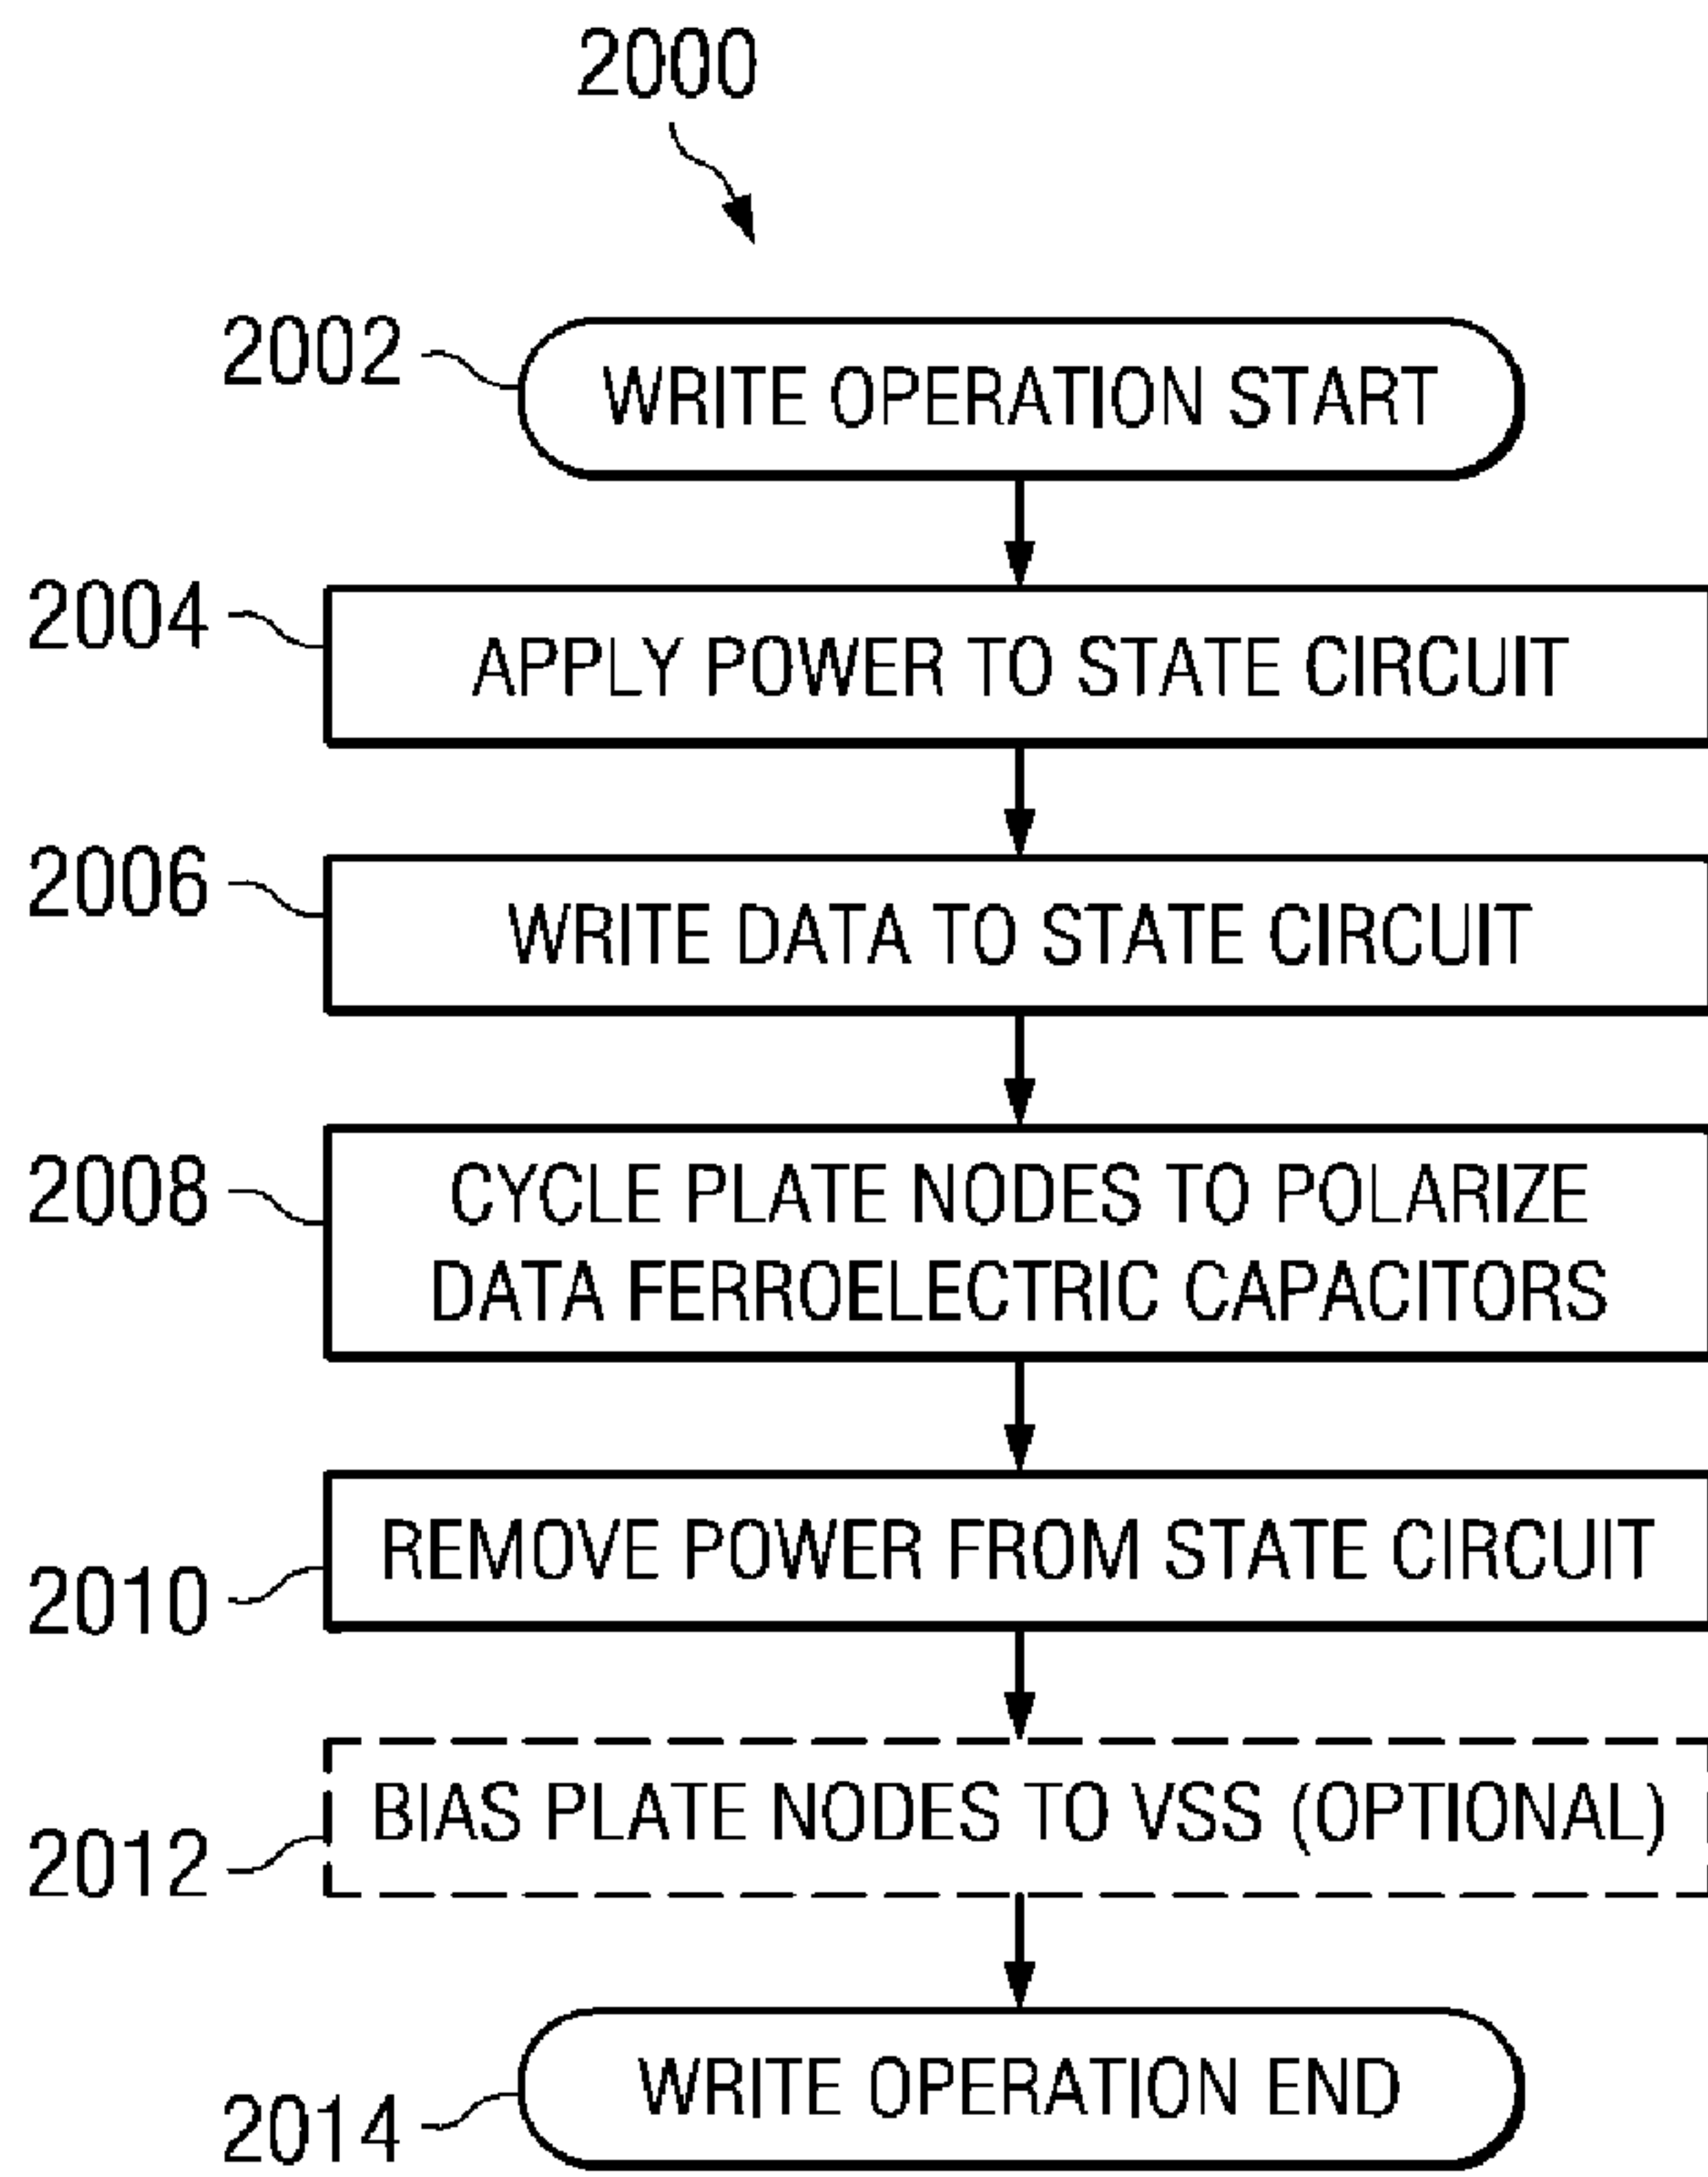 2000
2002
WRITE OPERATION START
2004
APPLY POWER TO STATE CIRCUIT
2006
WRITE DATA TO STATE CIRCUIT
2008
CYCLE PLATE NODES TO POLARIZE
DATA FERROELECTRIC CAPACITORS
2010
REMOVE POWER FROM STATE CIRCUIT
2012
BIAS PLATE NODES TO VSS (OPTIONAL)
2014
WRITE OPERATION END